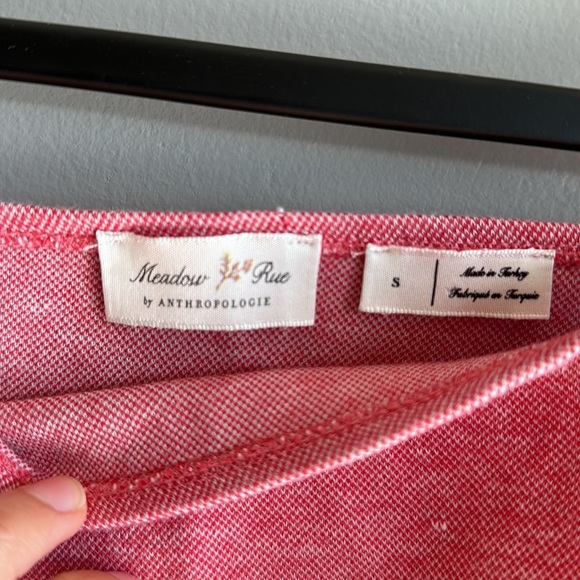 Meadow Rue
by ANTHROPOLOGIE
S
Made in Turkey
Fabriqué en Turquie